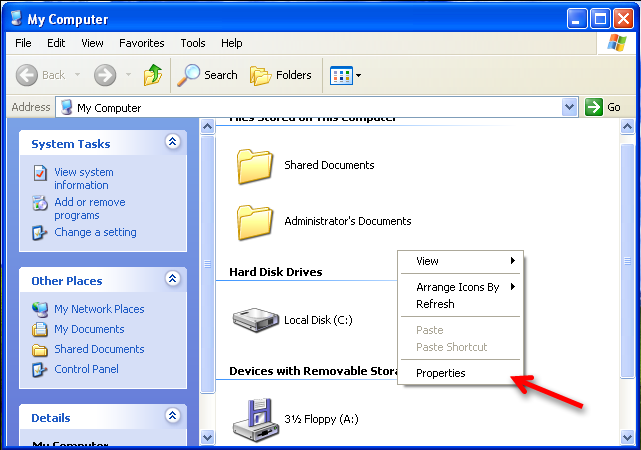 My Computer
File Edit View Favorites Tools Help
Back Search Folders
Address My Computer Go
System Tasks
View system
information
Add or remove
programs
Change a setting
Other Places
My Network Places
My Documents
Shared Documents
Control Panel
Details
My Computer
Files Stored on This Computer
Shared Documents
Administrator's Documents
Hard Disk Drives
Local Disk (C:)
Devices with Removable Stora
3½ Floppy (A:)
View
Arrange Icons By
Refresh
Paste
Paste Shortcut
Properties